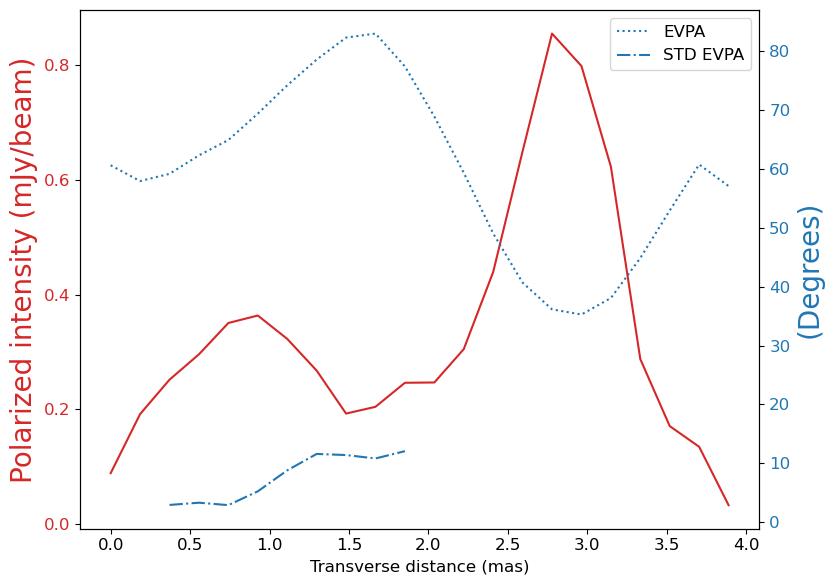 Polarized intensity (mJy/beam)
0.8
0.6
0.4
0.2
0.0
EVPA
STD EVPA
80
70
60
50
40
30
20
10
0
(Degrees)
0.0 0.5 1.0 1.5 2.0 2.5 3.0 3.5 4.0
Transverse distance (mas)